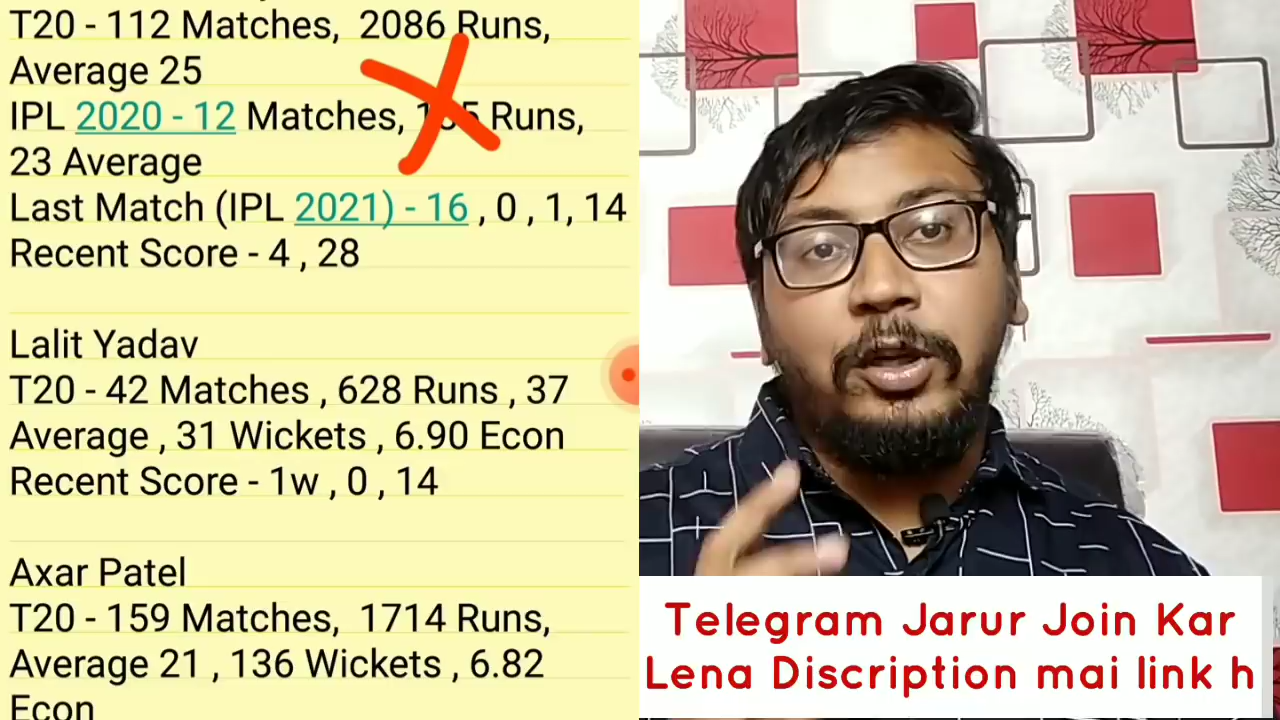 T20 - 112 Matches, 2086 Runs,
Average 25
IPL 2020 - 12 Matches, Runs,
23 Average
Last Match (IPL 2021) - 16 , 0 , 1, 14
Recent Score - 4 , 28
Lalit Yadav
T20 - 42 Matches , 628 Runs , 37
Average , 31 Wickets , 6.90 Econ
Recent Score - 1w , 0 , 14
Axar Patel
T20 - 159 Matches, 1714 Runs,
Average 21 , 136 Wickets , 6.82
Econ
Telegram Jarur Join Kar
Lena Discription mai link h